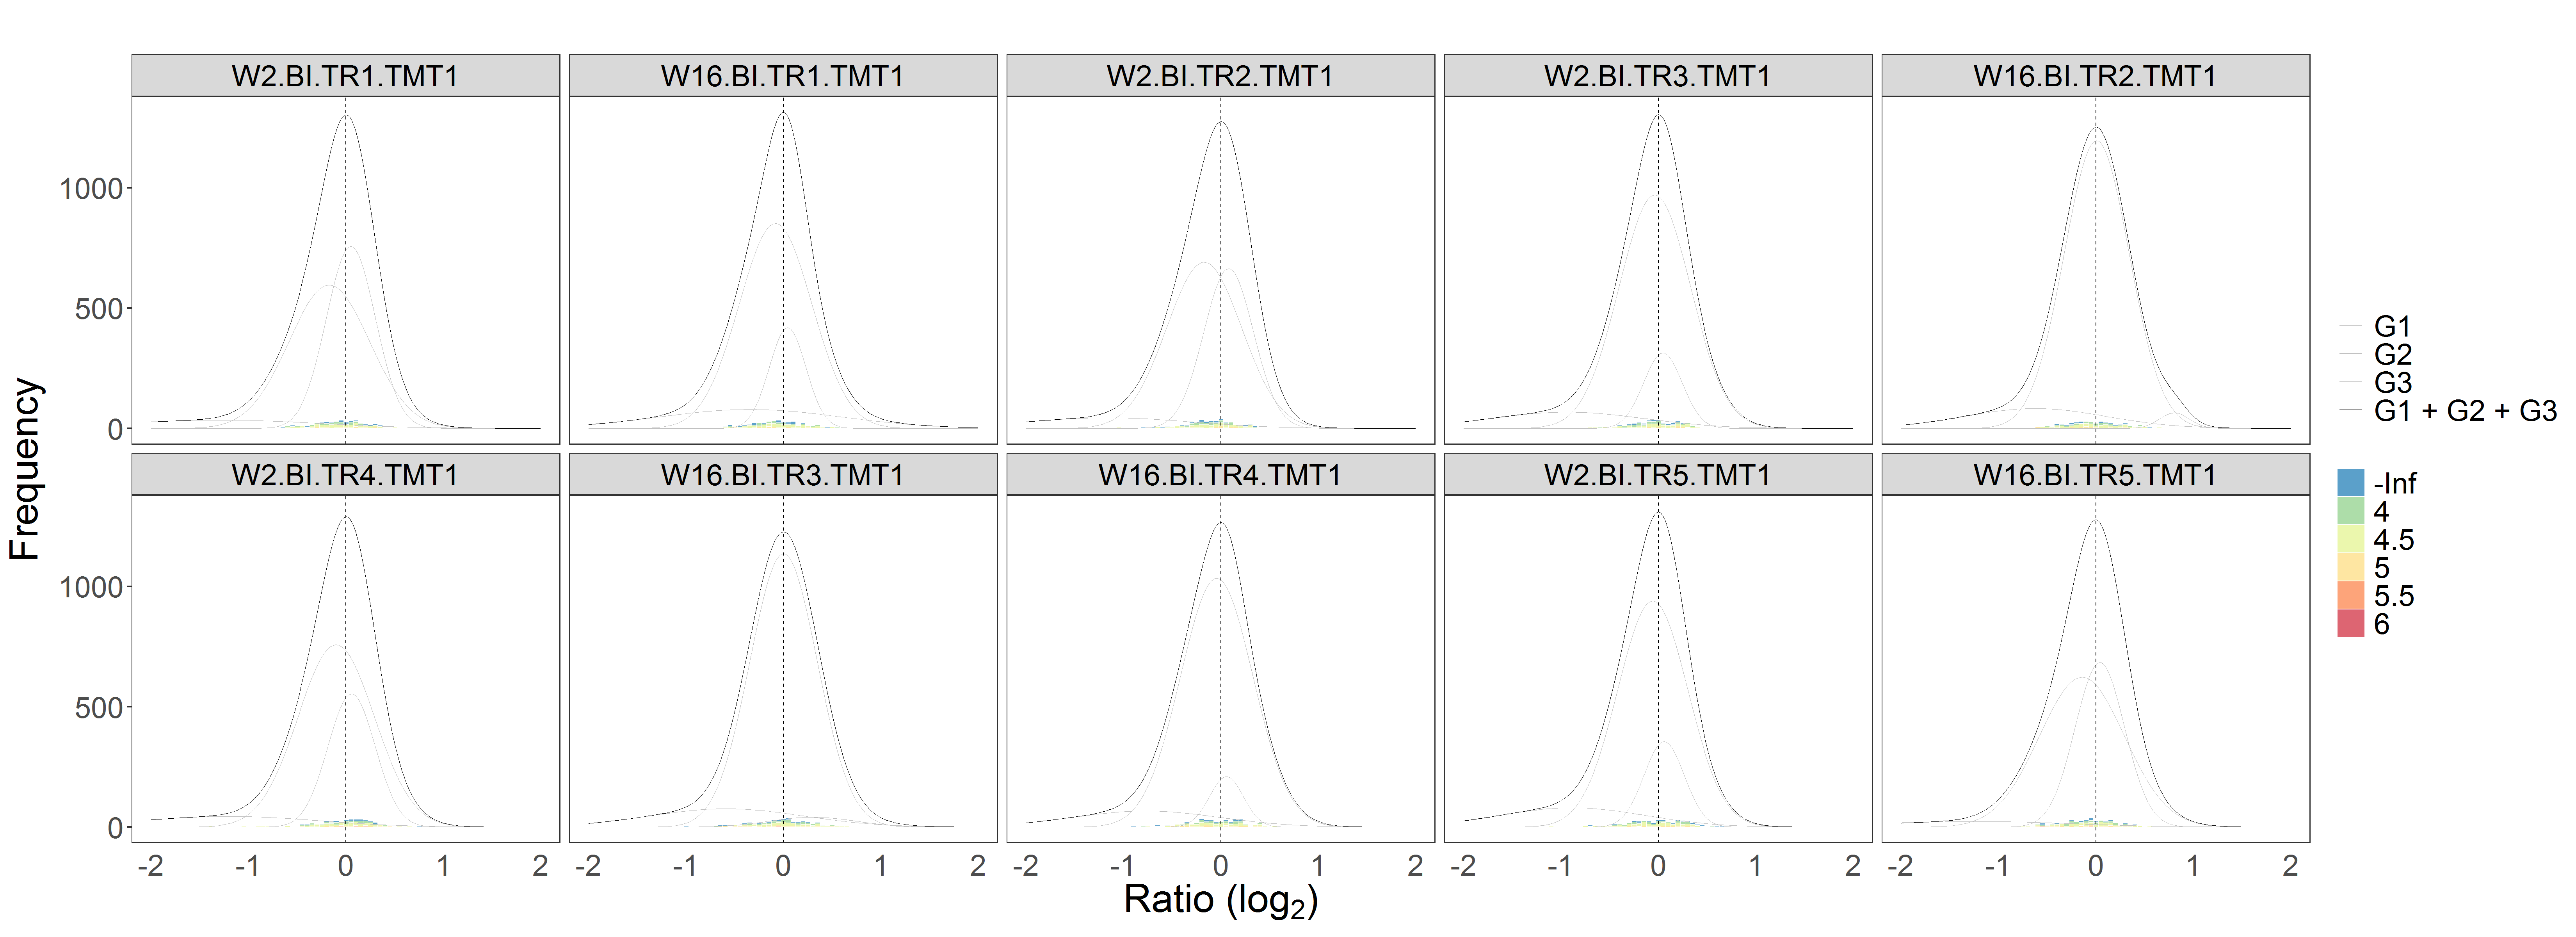 W2.BI.TR1.TMT1
W16.BI.TR1.TMT1
W2.BI.TR2.TMT1
W2.BI.TR3.TMT1
W16.BI.TR2.TMT1
1000
500
0
W2.BI.TR4.TMT1
W16.BI.TR3.TMT1
W16.BI.TR4.TMT1
W2.BI.TR5.TMT1
W16.BI.TR5.TMT1
1000
500
0
-2 -1 0 1 2
-2 -1 0 1 2
-2 -1 0 1 2
-2 -1 0 1 2
-2 -1 0 1 2
Frequency
Ratio (log2)
G1
G2
G3
G1 + G2 + G3
-Inf
4
4.5
5
5.5
6